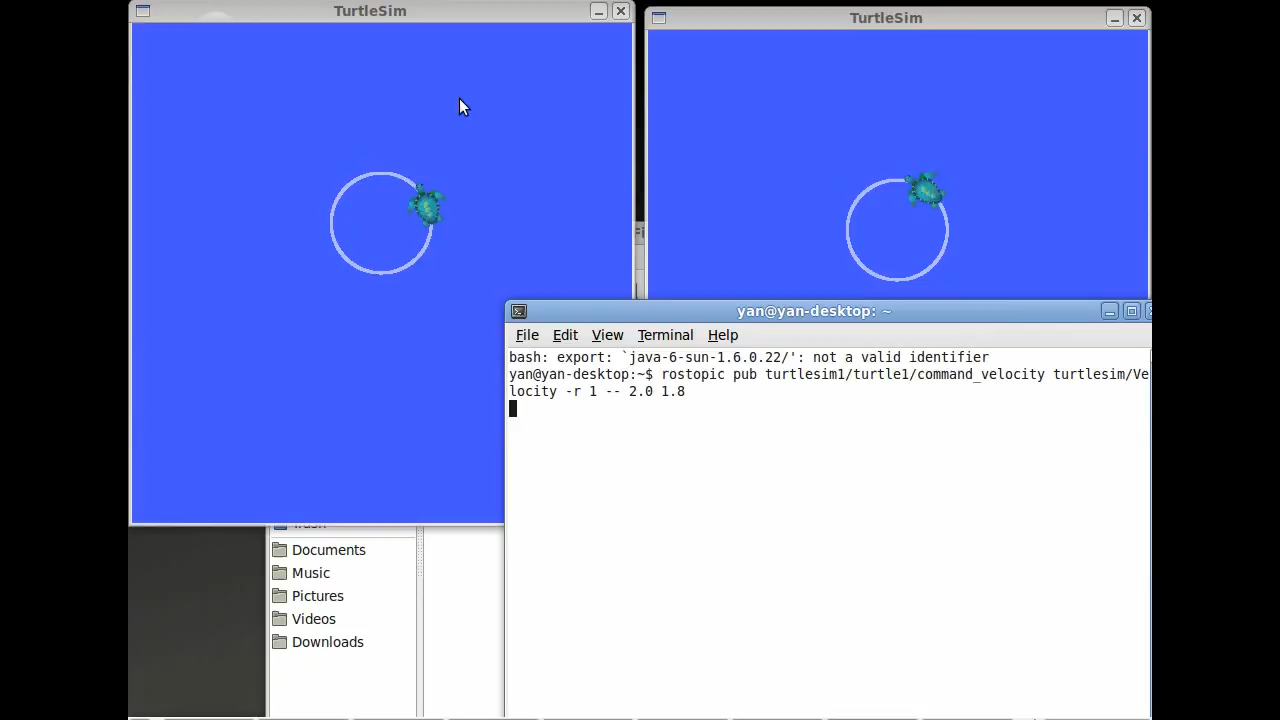 TurtleSim
TurtleSim
yan@yan-desktop: ~
File Edit View Terminal Help
bash: export: `java-6-sun-1.6.0.22/': not a valid identifier
yan@yan-desktop:~$ rostopic pub turtlesim1/turtle1/command_velocity turtlesim/Ve
locity -r 1 -- 2.0 1.8
Documents
Music
Pictures
Videos
Downloads